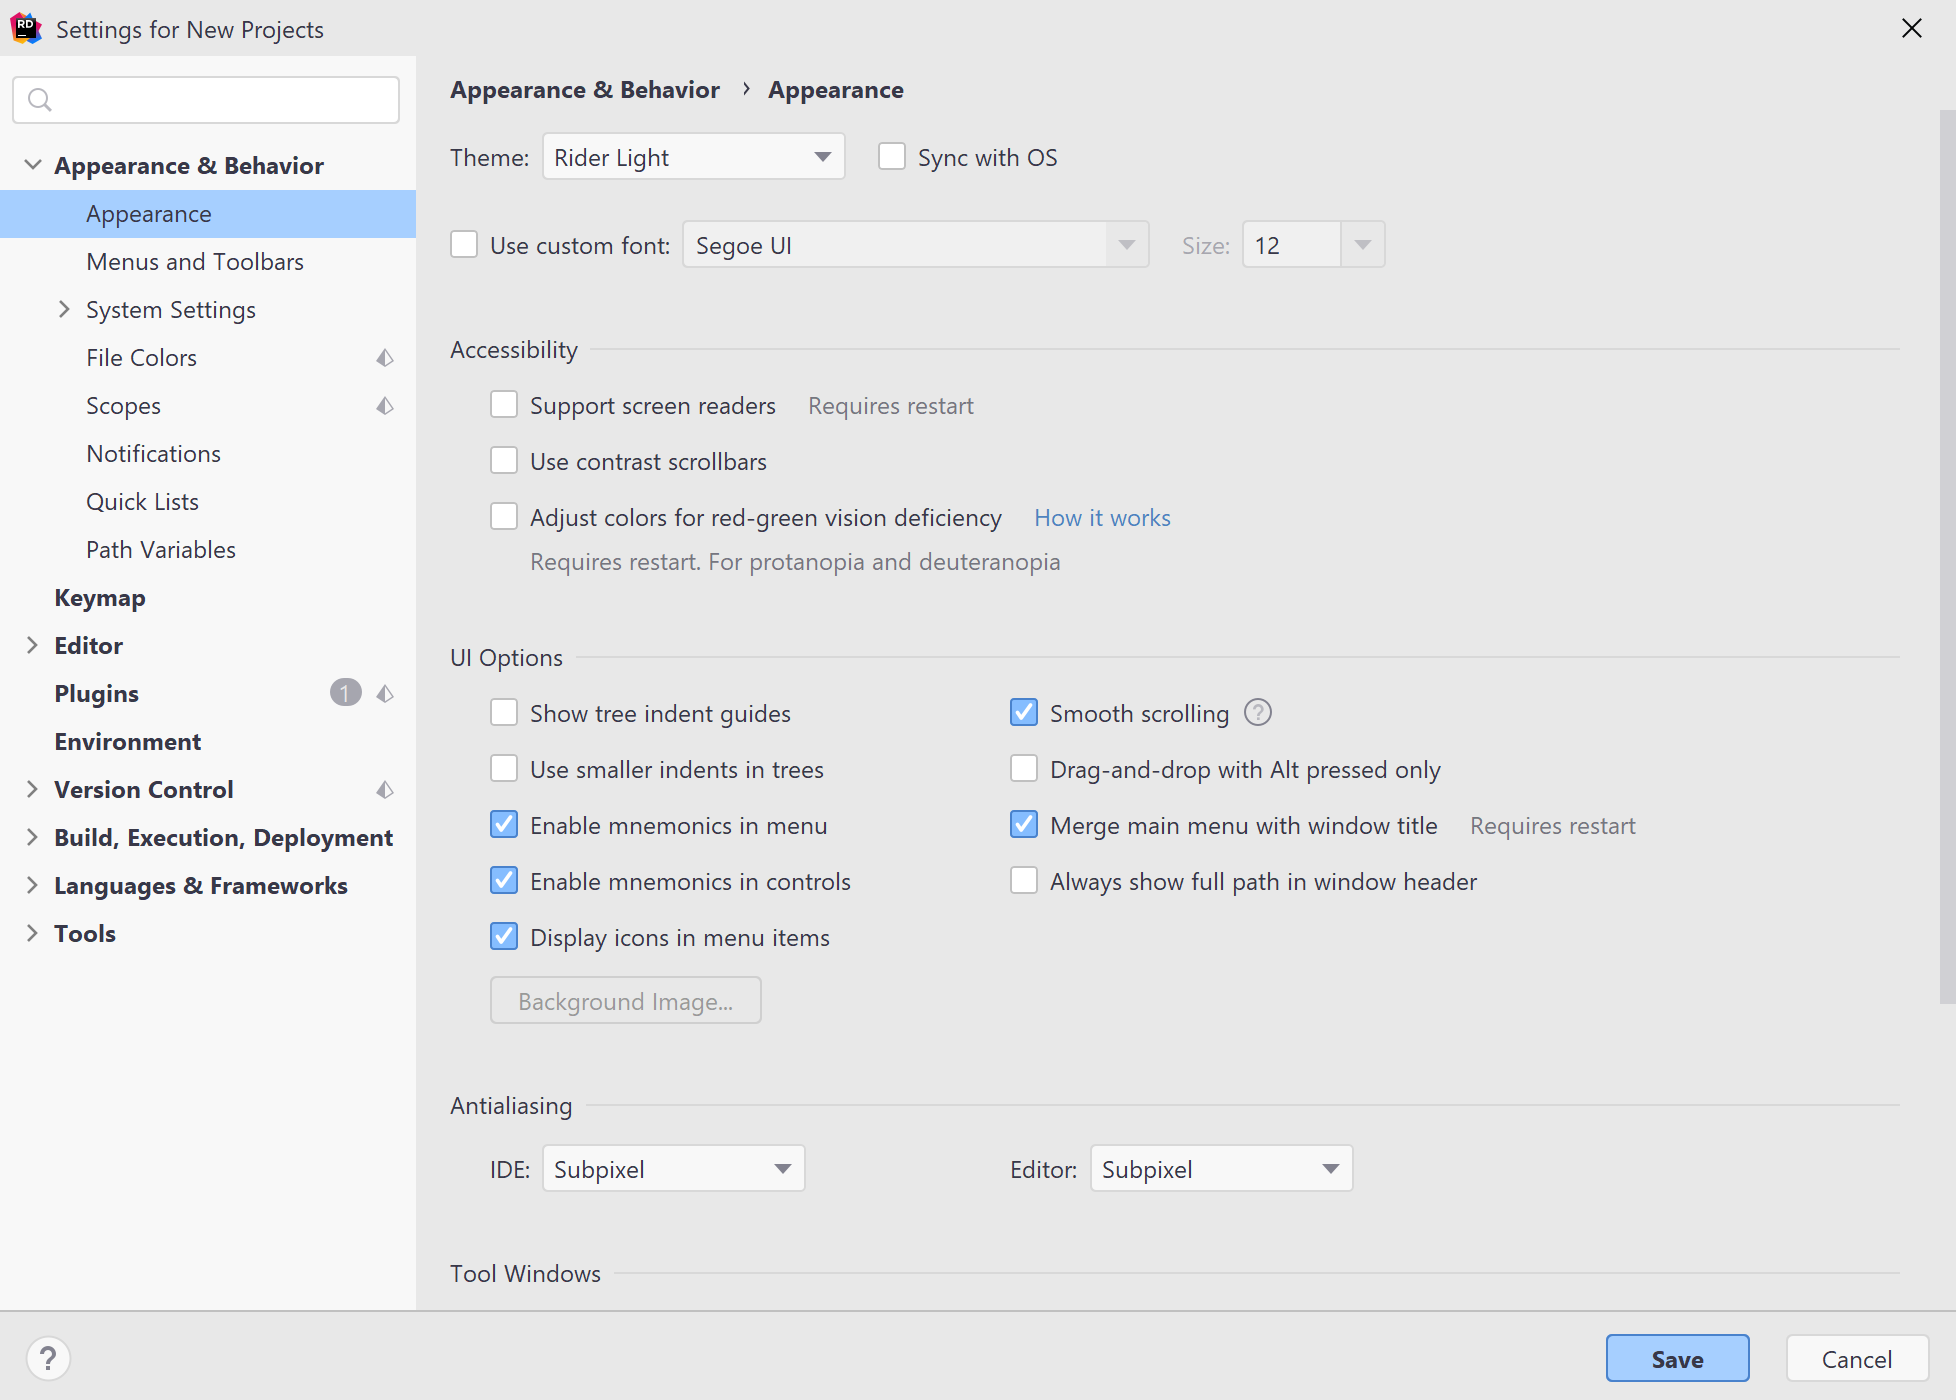 RD
Settings for New Projects
Appearance & Behavior
Appearance
Menus and Toolbars
System Settings
File Colors
Scopes
Notifications
Quick Lists
Path Variables
Keymap
Editor
Plugins 1
Environment
Version Control
Build, Execution, Deployment
Languages & Frameworks
Tools
Appearance & Behavior › Appearance
Theme: Rider Light Sync with OS
Use custom font: Segoe UI Size: 12
Accessibility
Support screen readers Requires restart
Use contrast scrollbars
Adjust colors for red-green vision deficiency How it works
Requires restart. For protanopia and deuteranopia
UI Options
Show tree indent guides Smooth scrolling ?
Use smaller indents in trees Drag-and-drop with Alt pressed only
Enable mnemonics in menu Merge main menu with window title Requires restart
Enable mnemonics in controls Always show full path in window header
Display icons in menu items
Background Image...
Antialiasing
IDE: Subpixel Editor: Subpixel
Tool Windows
? Save Cancel